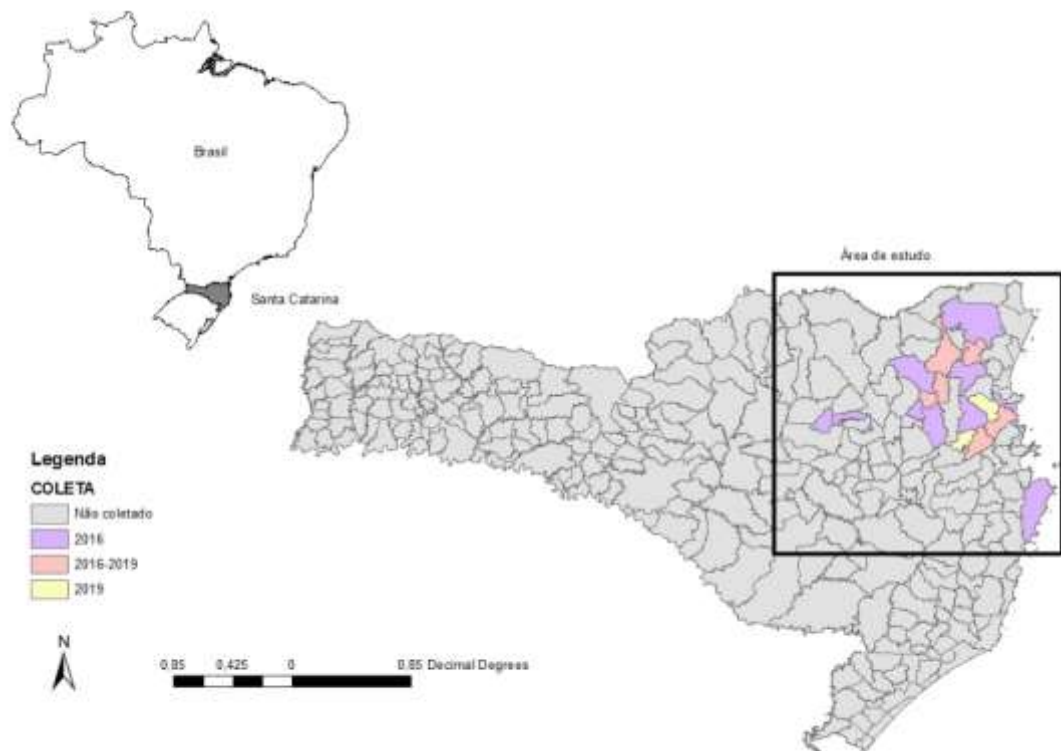 Brasil
Santa Catarina
Área de estudo
Legenda
COLETA
Não coletado
2016
2016-2019
2019
N
0.85 0.425 0 0.85 Decimal Degrees